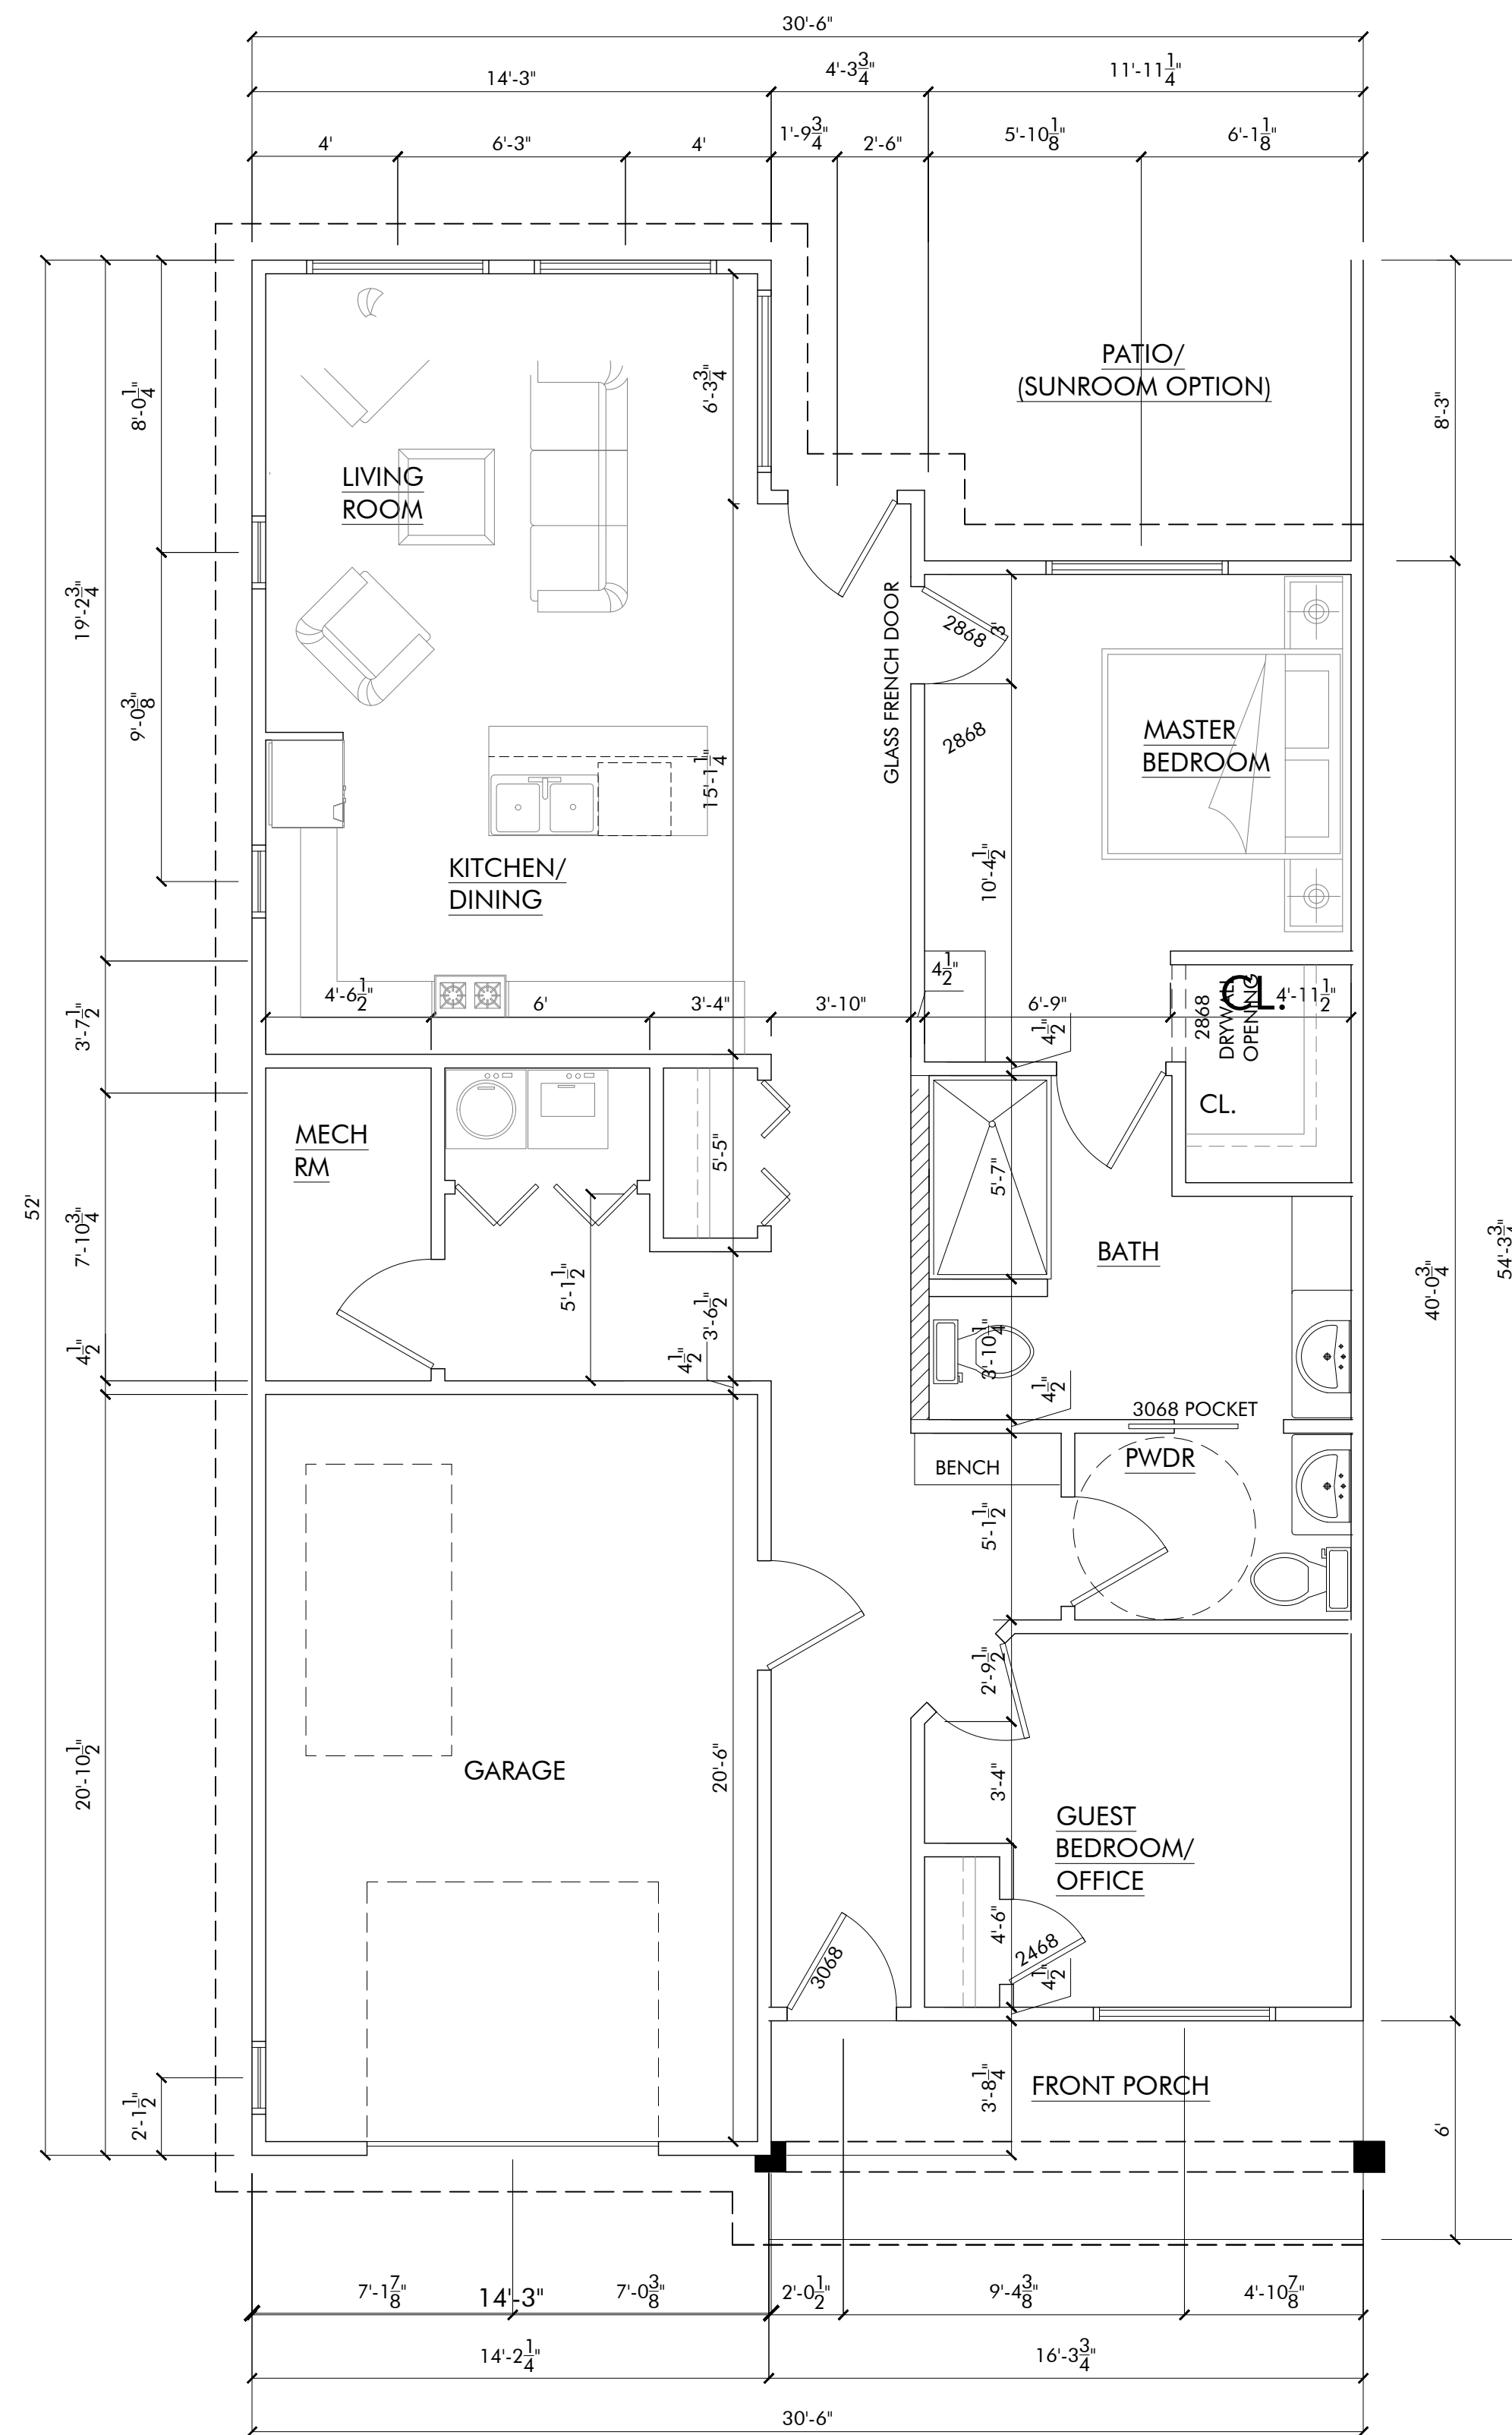 30'-6"
14'-3"
4'-3 3/4"
11'-11 1/4"
4'
6'-3"
4'
1'-9 3/4"
2'-6"
5'-10 1/8"
6'-1 1/8"
8'-0 1/4"
6'-3 3/4"
PATIO/
(SUNROOM OPTION)
8'-3"
LIVING
ROOM
19'-2 3/4"
9'-0 3/8"
GLASS FRENCH DOOR
2868
3'
2868
MASTER
BEDROOM
15'-1 1/4"
KITCHEN/
DINING
10'-4 1/2"
4 1/2"
4'-6 1/2"
6'
3'-4"
3'-10"
6'-9"
4 1/2"
2868
DRYWALL
OPENING
CL.
4'-11 1/2"
3'-7 1/2"
CL.
MECH
RM
5'-5"
5'-7"
52'
7'-10 3/4"
BATH
54'-3 3/4"
40'-0 3/4"
5'-1 1/2"
3'-6 1/2"
4 1/2"
4 1/2"
3'-10 1/4"
4 1/2"
3068 POCKET
PWDR
BENCH
5'-1 1/2"
2'-9 1/2"
20'-10 1/2"
GARAGE
20'-6"
3'-4"
GUEST
BEDROOM/
OFFICE
4'-6"
2468
3068
4 1/2"
2'-1 1/2"
3'-8 1/4"
FRONT PORCH
6'
7'-1 7/8"
14'-3"
7'-0 3/8"
2'-0 1/2"
9'-4 3/8"
4'-10 7/8"
14'-2 1/4"
16'-3 3/4"
30'-6"